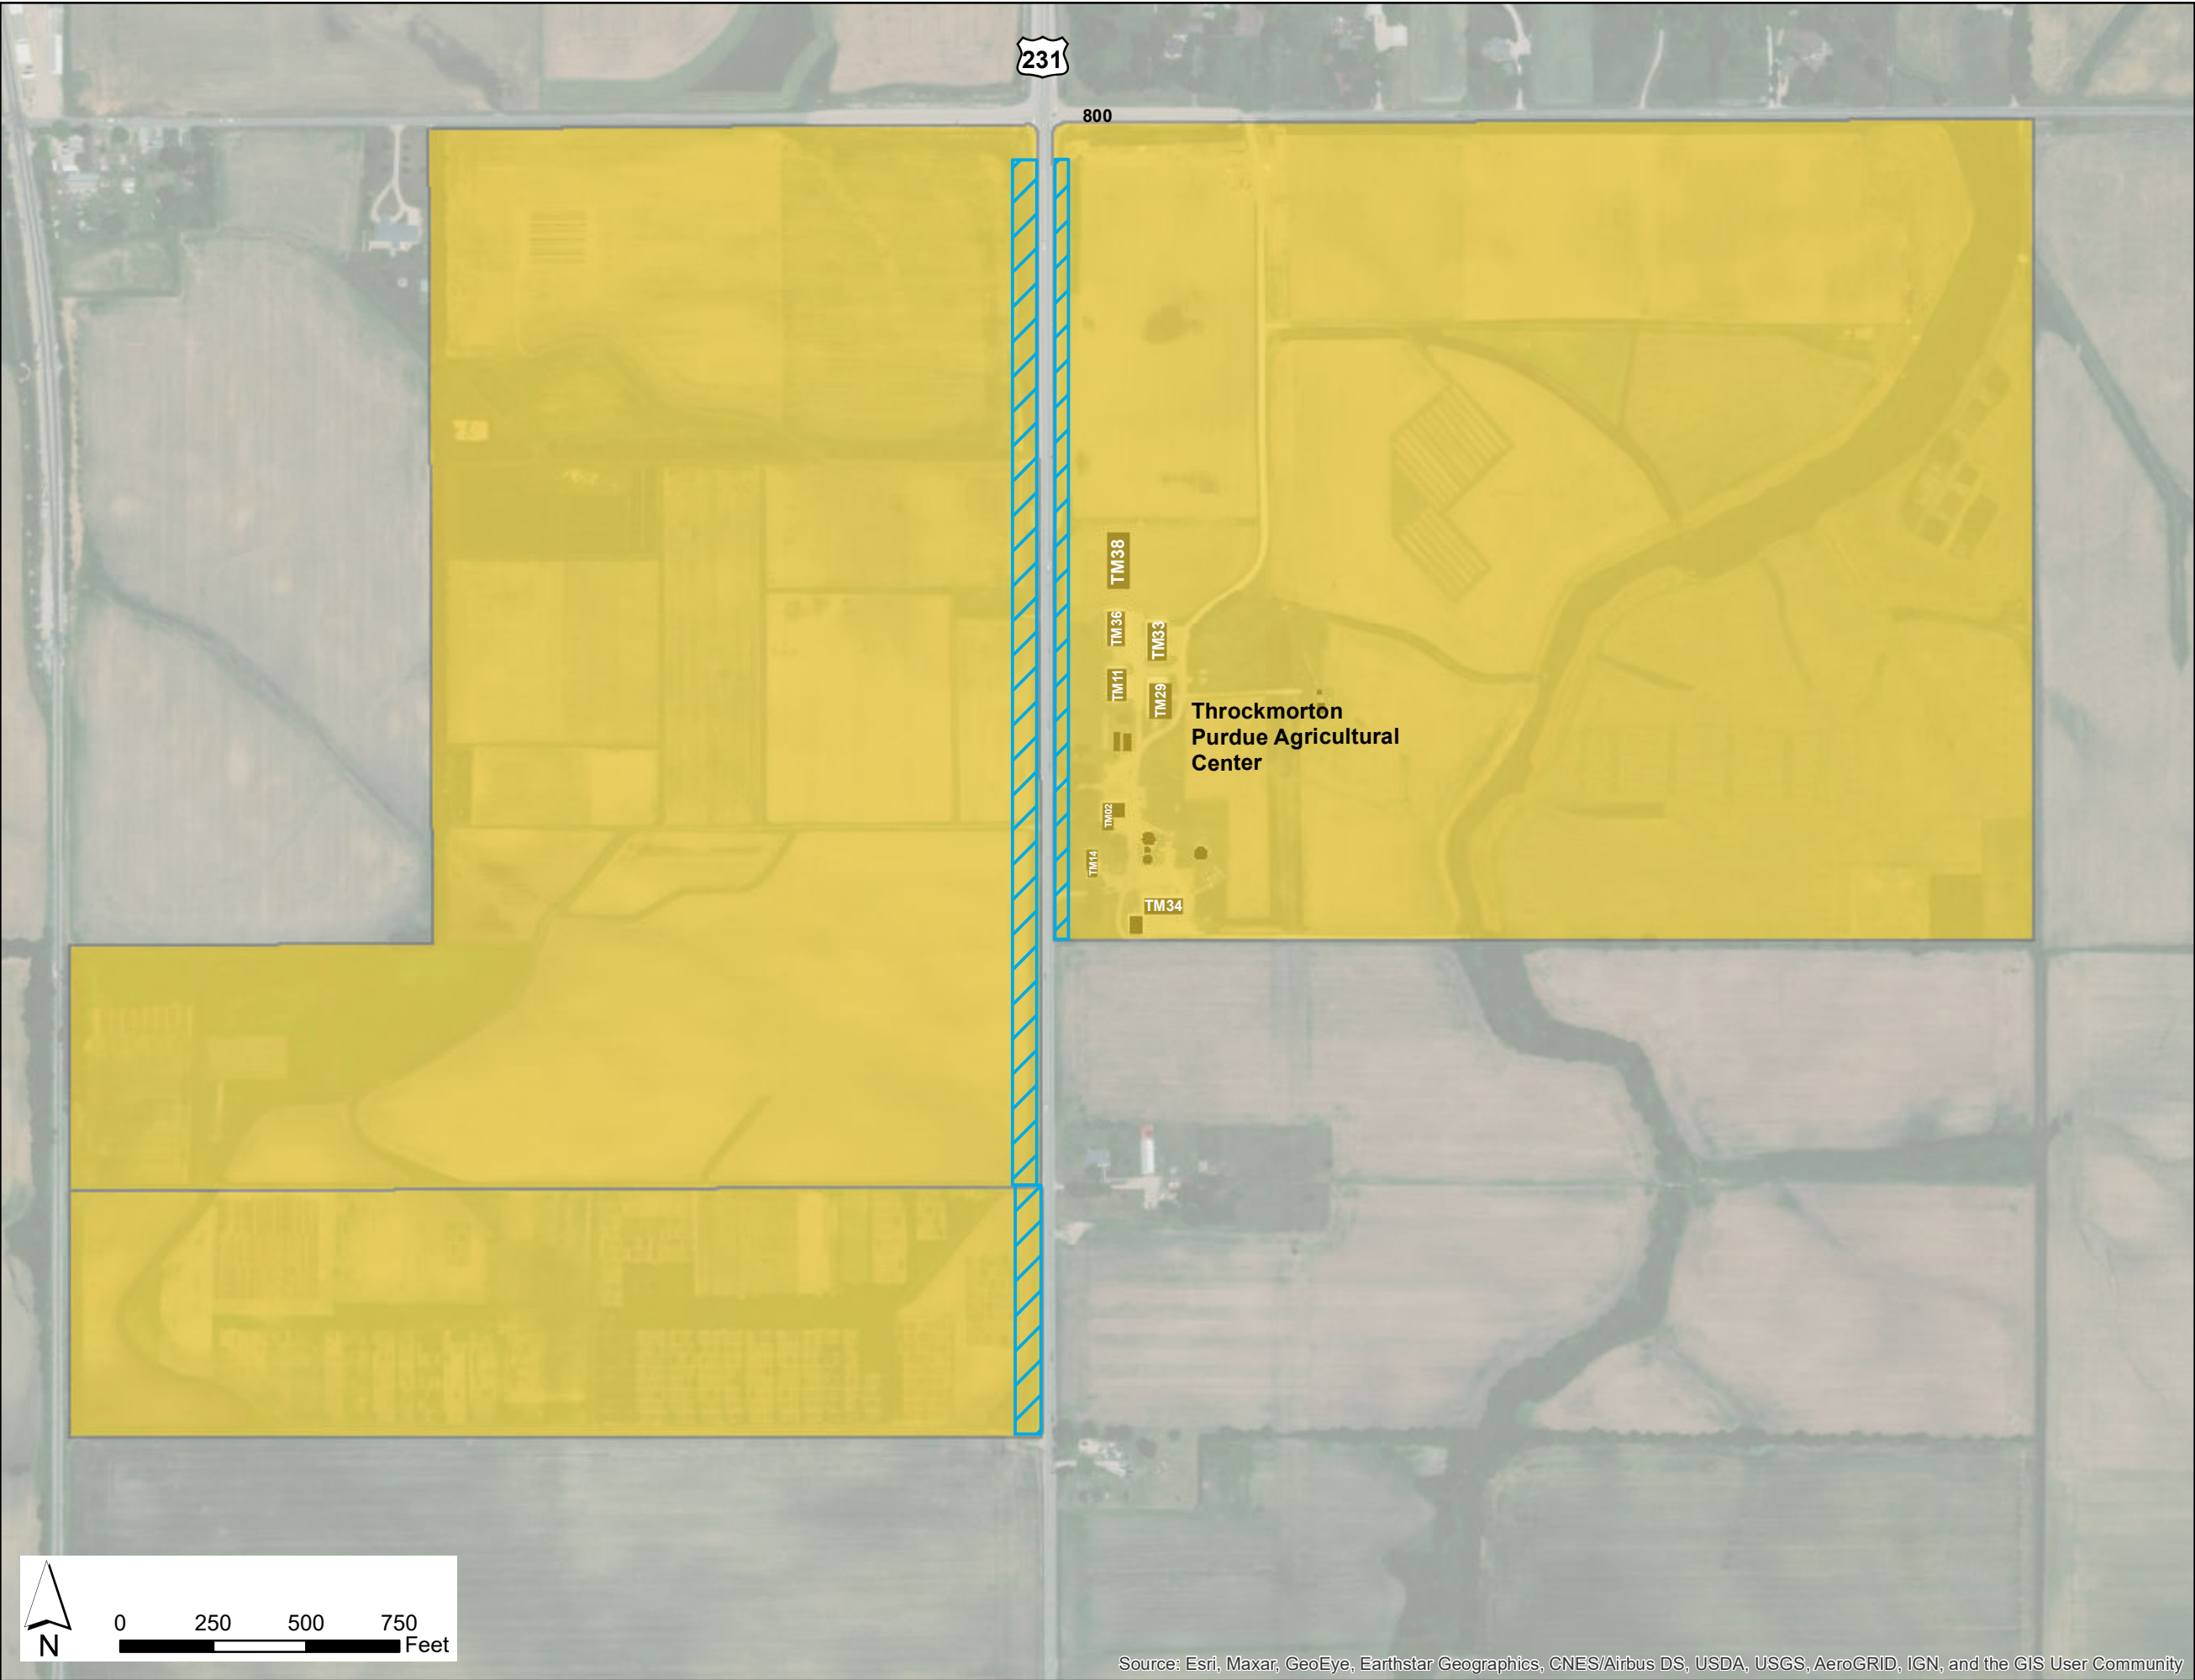 231
800
TM38
TM36
TM33
TM11
TM29
Throckmorton
Purdue Agricultural
Center
TM02
TM14
TM34
0 250 500 750
Feet
N
Source: Esri, Maxar, GeoEye, Earthstar Geographics, CNES/Airbus DS, USDA, USGS, AeroGRID, IGN, and the GIS User Community